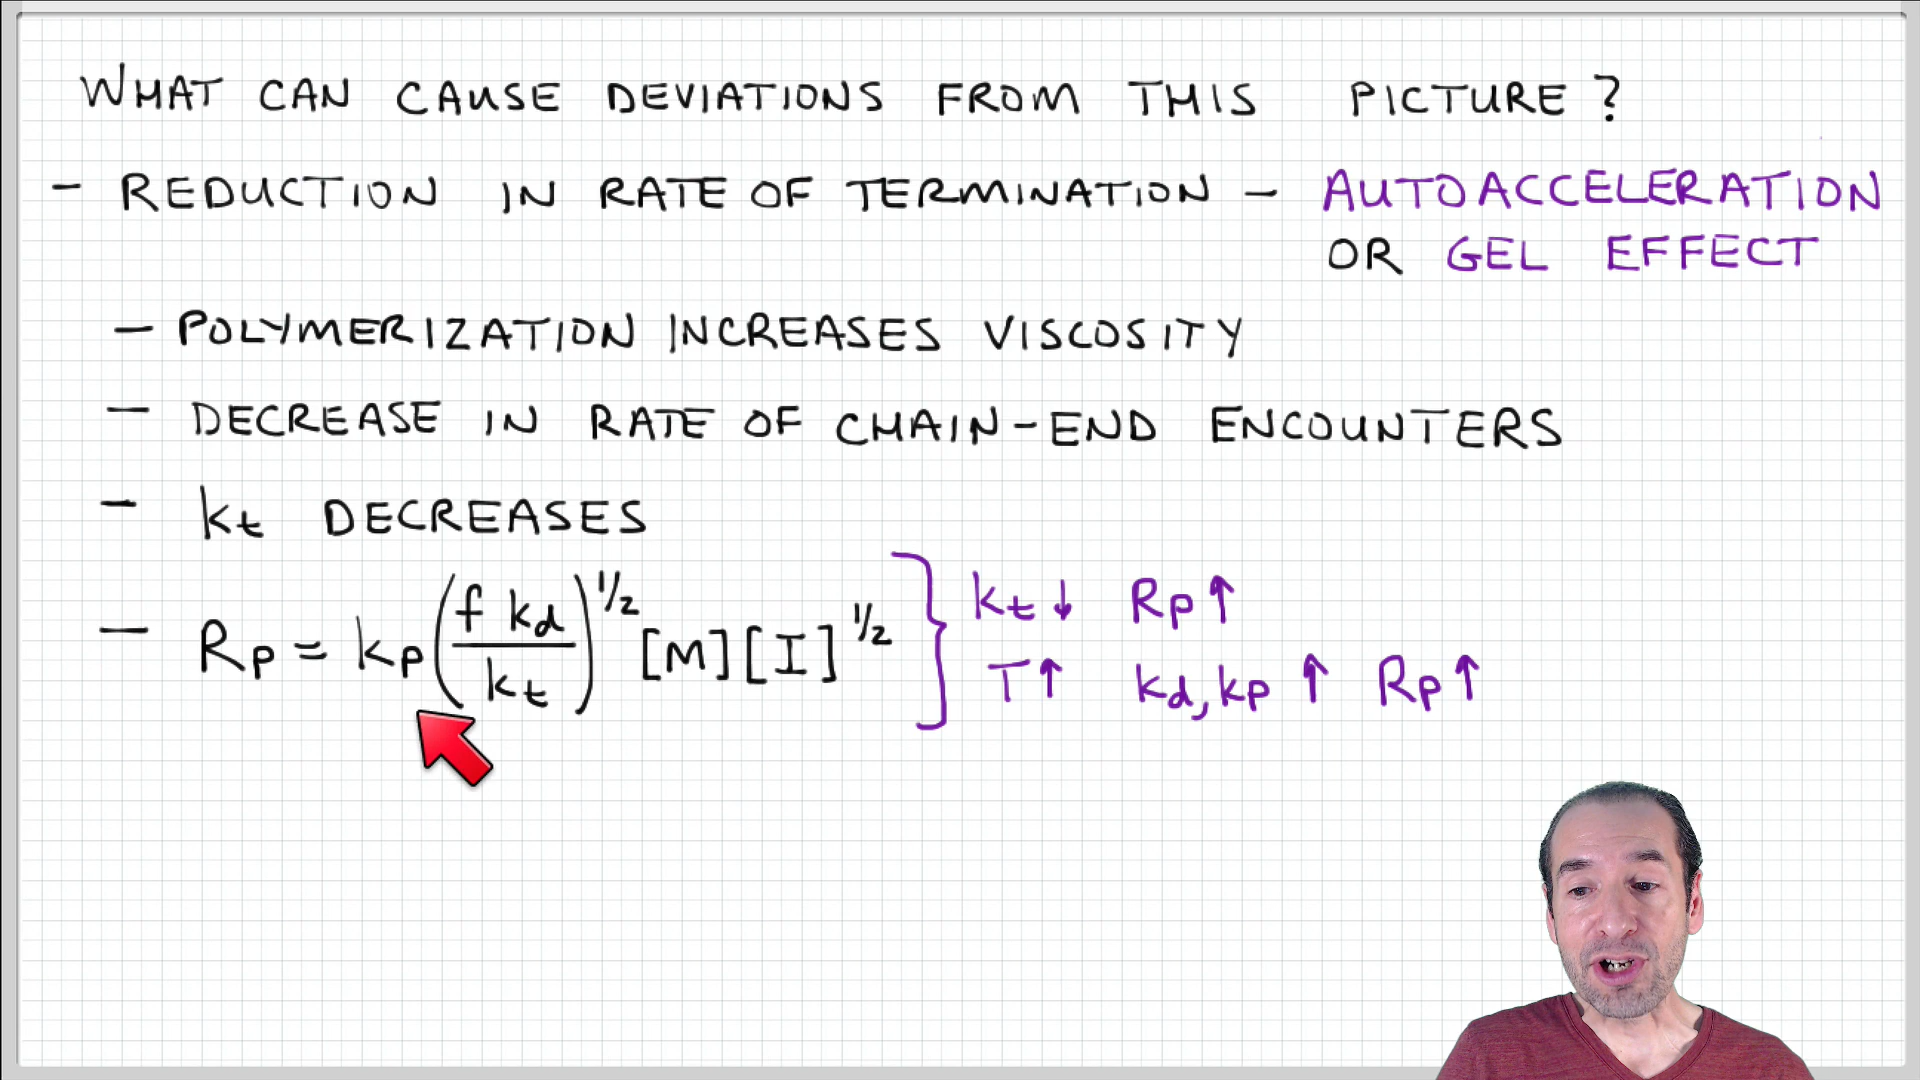 WHAT CAN CAUSE DEVIATIONS FROM THIS PICTURE?
- REDUCTION IN RATE OF TERMINATION - AUTOACCELERATION
OR GEL EFFECT
- POLYMERIZATION INCREASES VISCOSITY
- DECREASE IN RATE OF CHAIN-END ENCOUNTERS
- kt DECREASES
- Rp = kp(f kd / kt)^1/2 [M][I]^1/2
kt↓ Rp↑
T↑ kd, kp ↑ Rp↑